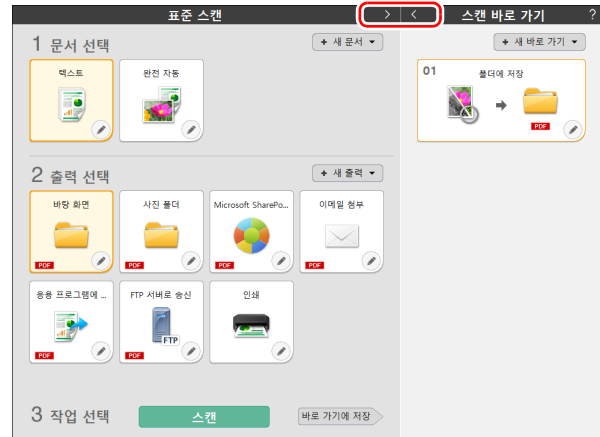 표준 스캔
> <
스캔 바로 가기
?
1 문서 선택
+ 새 문서 ▼
텍스트
완전 자동
2 출력 선택
+ 새 출력 ▼
바탕 화면
PDF
사진 폴더
PDF
Microsoft SharePo...
PDF
이메일 첨부
PDF
응용 프로그램에 ...
PDF
FTP 서버로 송신
FTP
PDF
인쇄
3 작업 선택
스캔
바로 가기에 저장
+ 새 바로 가기 ▼
01
폴더에 저장
PDF